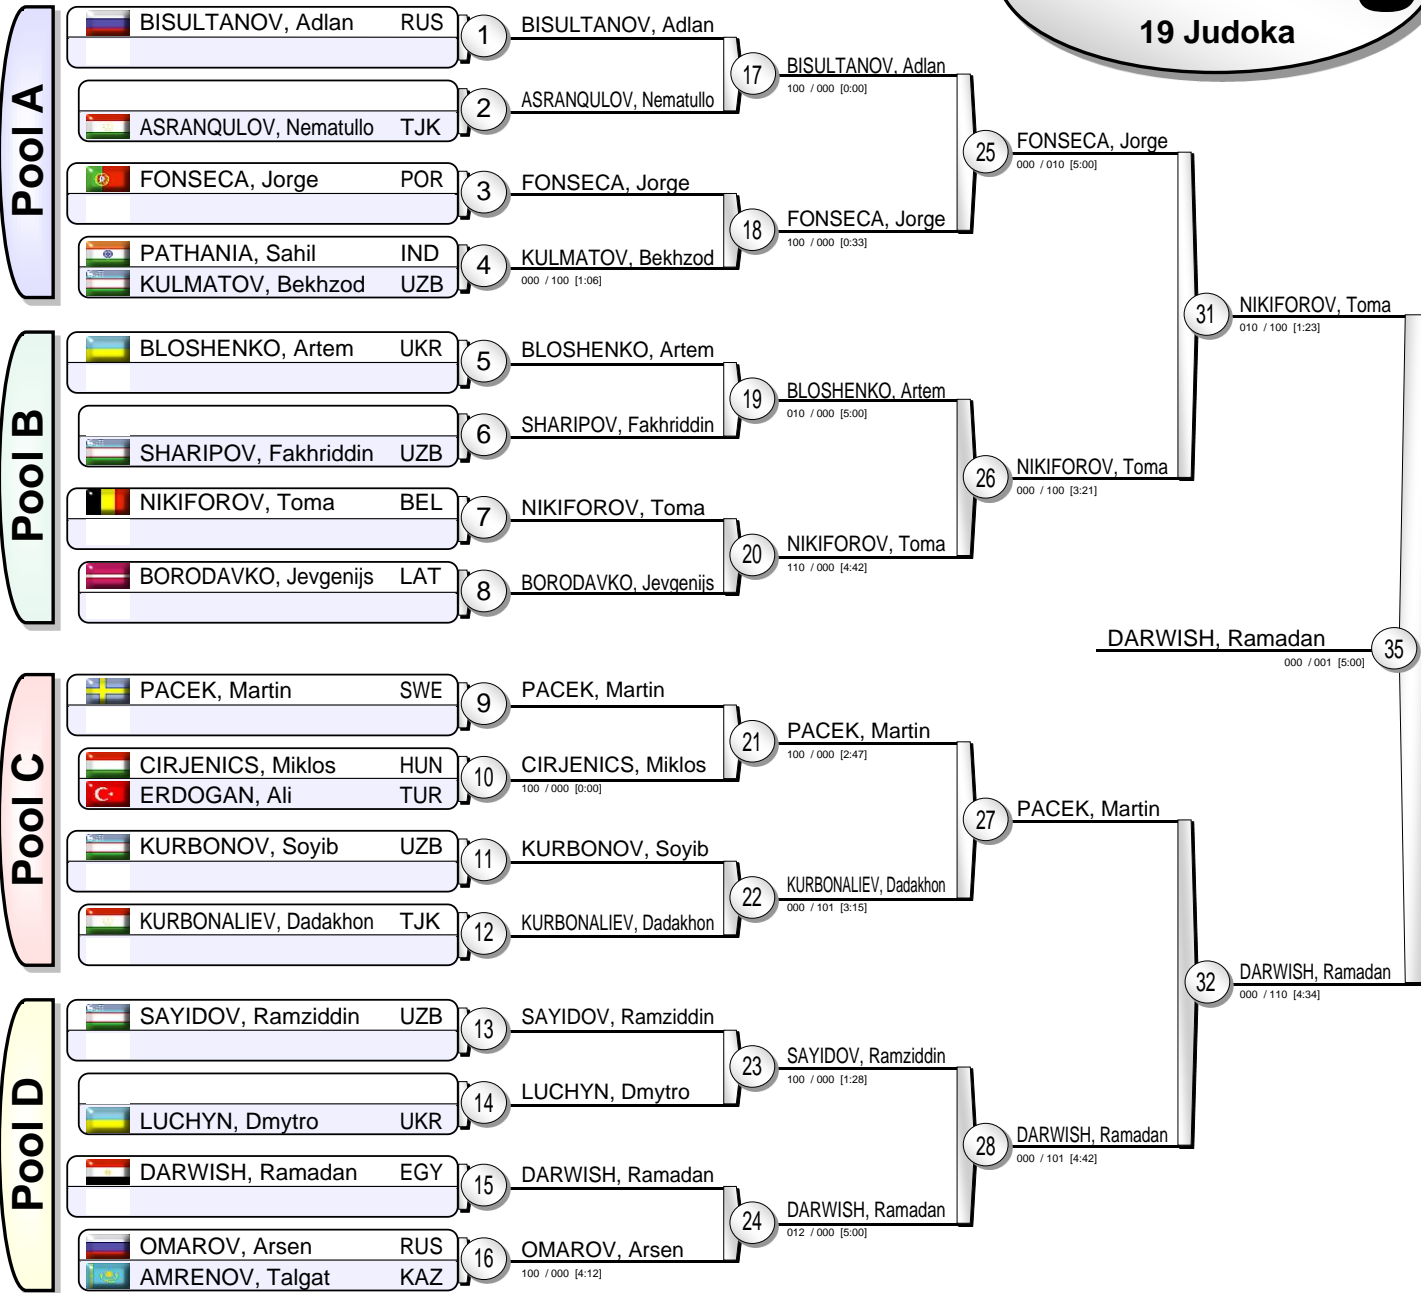 19 Judoka
Pool A
BISULTANOV, Adlan RUS
1
BISULTANOV, Adlan
ASRANQULOV, Nematullo TJK
2
ASRANQULOV, Nematullo
17
BISULTANOV, Adlan
100 / 000 [0:00]
FONSECA, Jorge POR
3
FONSECA, Jorge
PATHANIA, Sahil IND
KULMATOV, Bekhzod UZB
4
KULMATOV, Bekhzod
000 / 100 [1:06]
18
FONSECA, Jorge
100 / 000 [0:33]
25
FONSECA, Jorge
000 / 010 [5:00]
Pool B
BLOSHENKO, Artem UKR
5
BLOSHENKO, Artem
SHARIPOV, Fakhriddin UZB
6
SHARIPOV, Fakhriddin
19
BLOSHENKO, Artem
010 / 000 [5:00]
NIKIFOROV, Toma BEL
7
NIKIFOROV, Toma
BORODAVKO, Jevgenijs LAT
8
BORODAVKO, Jevgenijs
20
NIKIFOROV, Toma
110 / 000 [4:42]
26
NIKIFOROV, Toma
000 / 100 [3:21]
31
NIKIFOROV, Toma
010 / 100 [1:23]
DARWISH, Ramadan
000 / 001 [5:00]
35
Pool C
PACEK, Martin SWE
9
PACEK, Martin
CIRJENICS, Miklos HUN
ERDOGAN, Ali TUR
10
CIRJENICS, Miklos
100 / 000 [0:00]
21
PACEK, Martin
100 / 000 [2:47]
KURBONOV, Soyib UZB
11
KURBONOV, Soyib
KURBONALIEV, Dadakhon TJK
12
KURBONALIEV, Dadakhon
22
KURBONALIEV, Dadakhon
000 / 101 [3:15]
27
PACEK, Martin
Pool D
SAYIDOV, Ramziddin UZB
13
SAYIDOV, Ramziddin
LUCHYN, Dmytro UKR
14
LUCHYN, Dmytro
23
SAYIDOV, Ramziddin
100 / 000 [1:28]
DARWISH, Ramadan EGY
15
DARWISH, Ramadan
OMAROV, Arsen RUS
AMRENOV, Talgat KAZ
16
OMAROV, Arsen
100 / 000 [4:12]
24
DARWISH, Ramadan
012 / 000 [5:00]
28
DARWISH, Ramadan
000 / 101 [4:42]
32
DARWISH, Ramadan
000 / 110 [4:34]